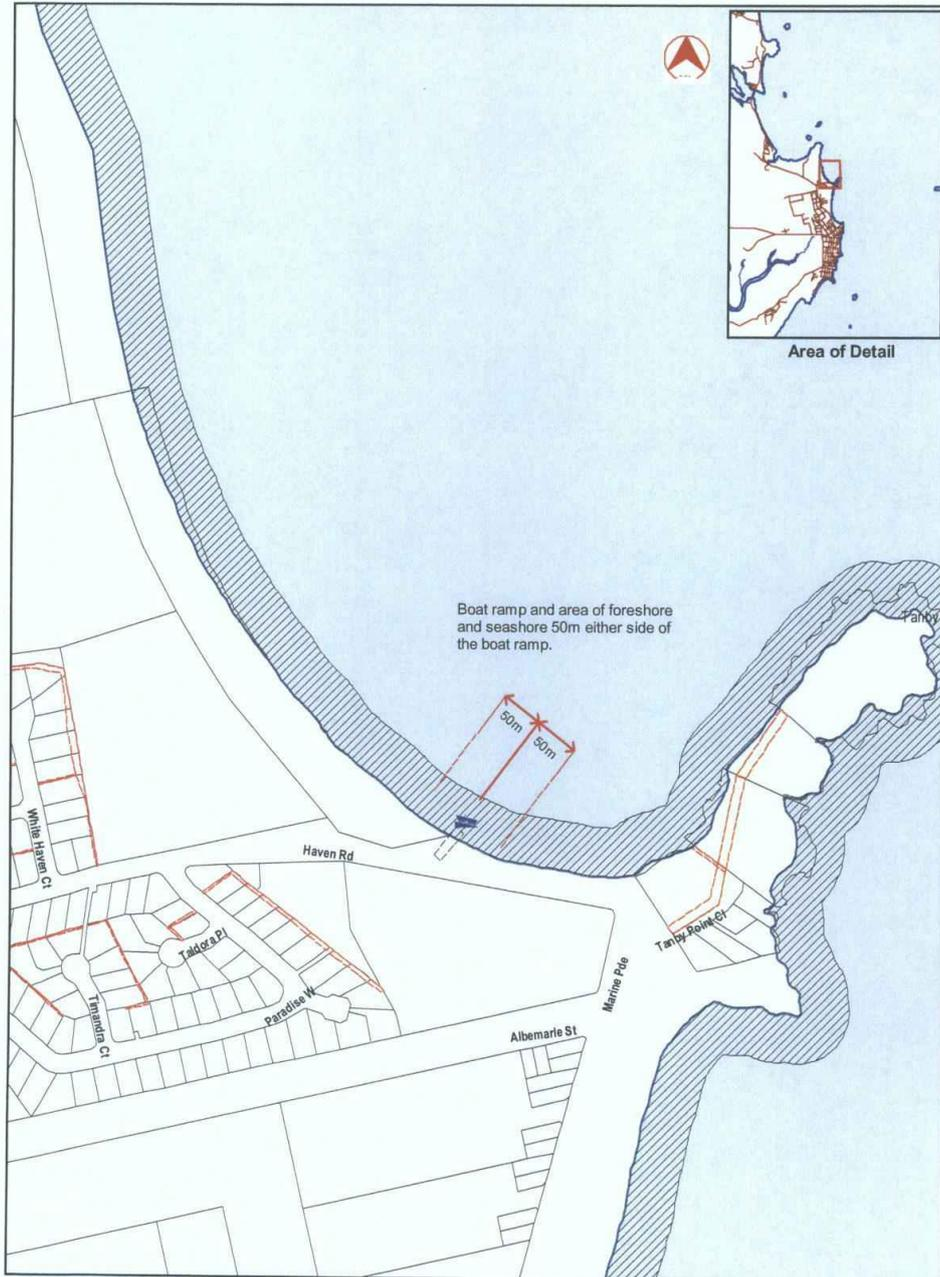 Area of Detail
Boat ramp and area of foreshore
and seashore 50m either side of
the boat ramp.
Tanby
50m
50m
White Haven Ct
Haven Rd
Taldora Pl
Tanby Point Cl
Timandra Ct
Paradise W
Marine Pde
Albemarle St